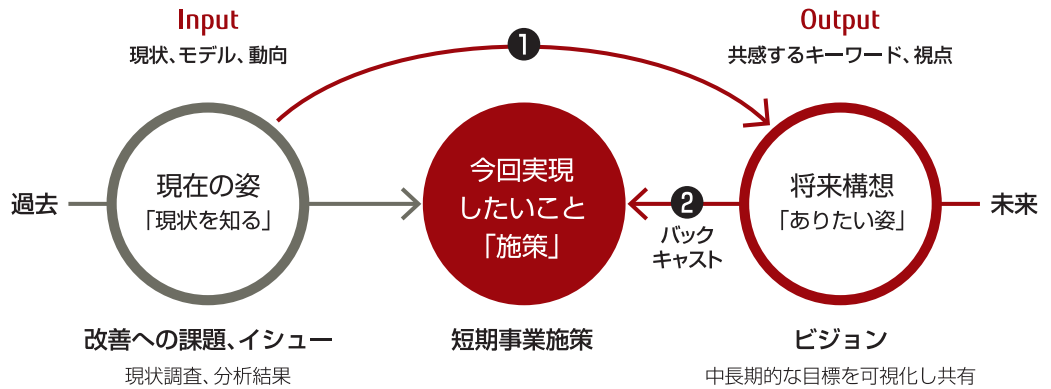 Input
現状、モデル、動向
1
Output
共感するキーワード、視点
過去
現在の姿
「現状を知る」
今回実現
したいこと
「施策」
2
バック
キャスト
将来構想
「ありたい姿」
未来
改善への課題、イシュー
現状調査、分析結果
短期事業施策
ビジョン
中長期的な目標を可視化し共有